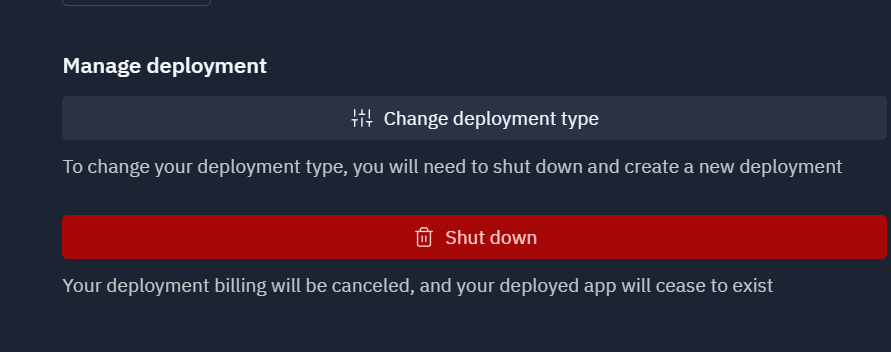 Manage deployment
Change deployment type
To change your deployment type, you will need to shut down and create a new deployment
Shut down
Your deployment billing will be canceled, and your deployed app will cease to exist